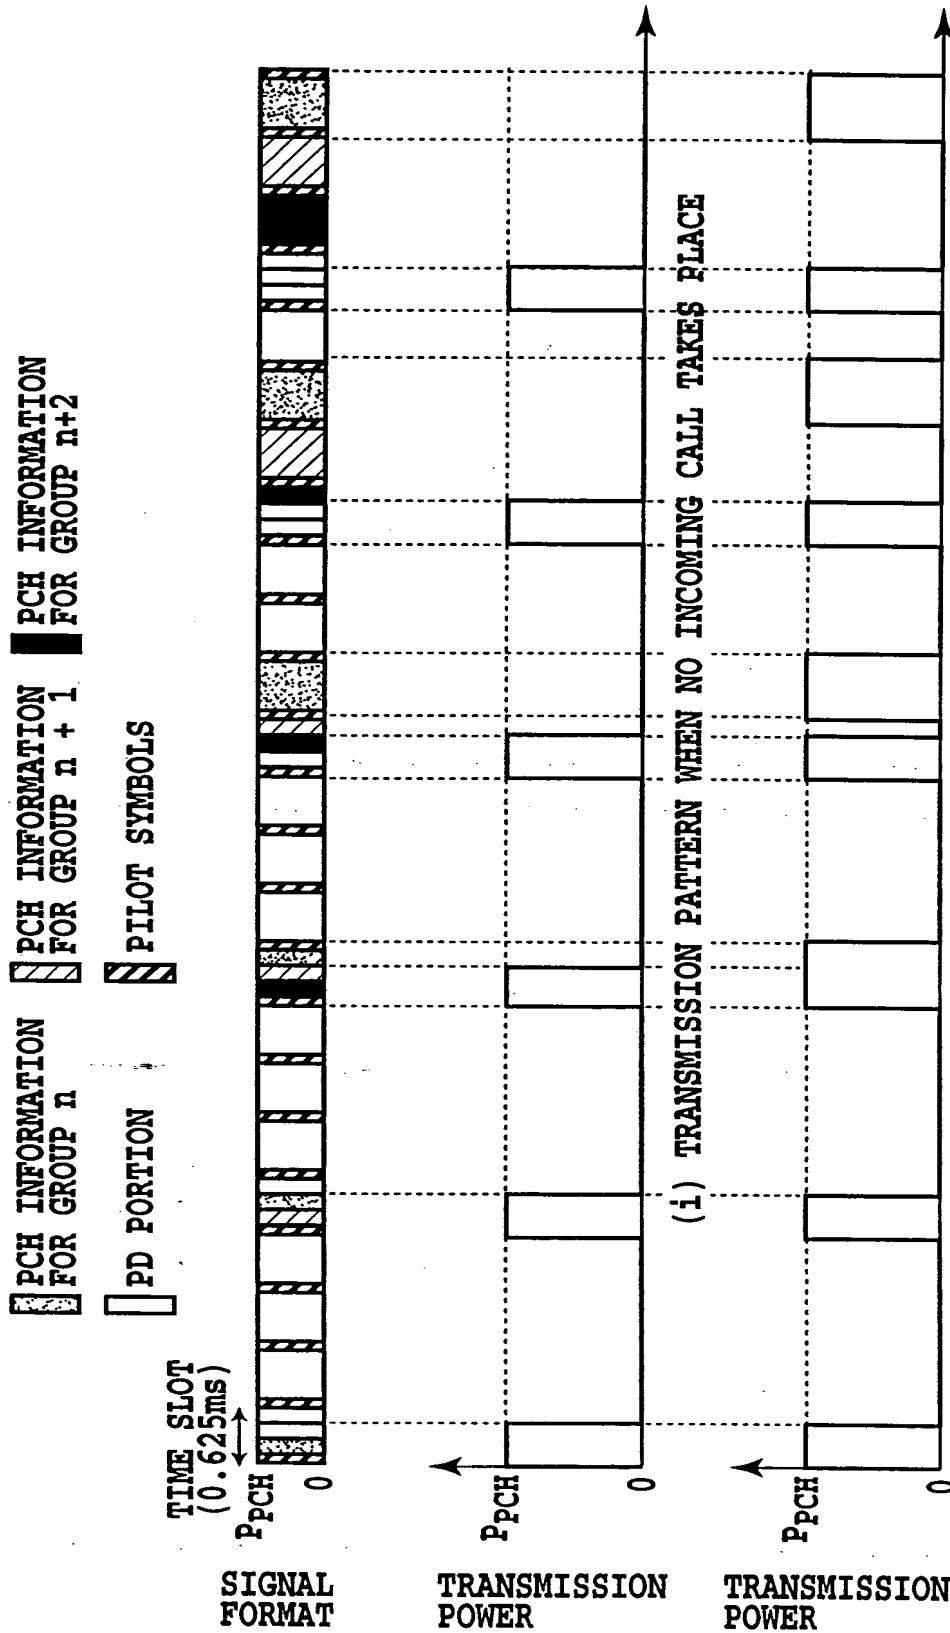 PCH INFORMATION
FOR GROUP n
PCH INFORMATION
FOR GROUP n + 1
PCH INFORMATION
FOR GROUP n+2
PD PORTION
PILOT SYMBOLS
TIME SLOT
(0.625ms)
SIGNAL
FORMAT
PPCH
0
TRANSMISSION
POWER
PPCH
0
(i) TRANSMISSION PATTERN WHEN NO INCOMING CALL TAKES PLACE
TRANSMISSION
POWER
PPCH
0